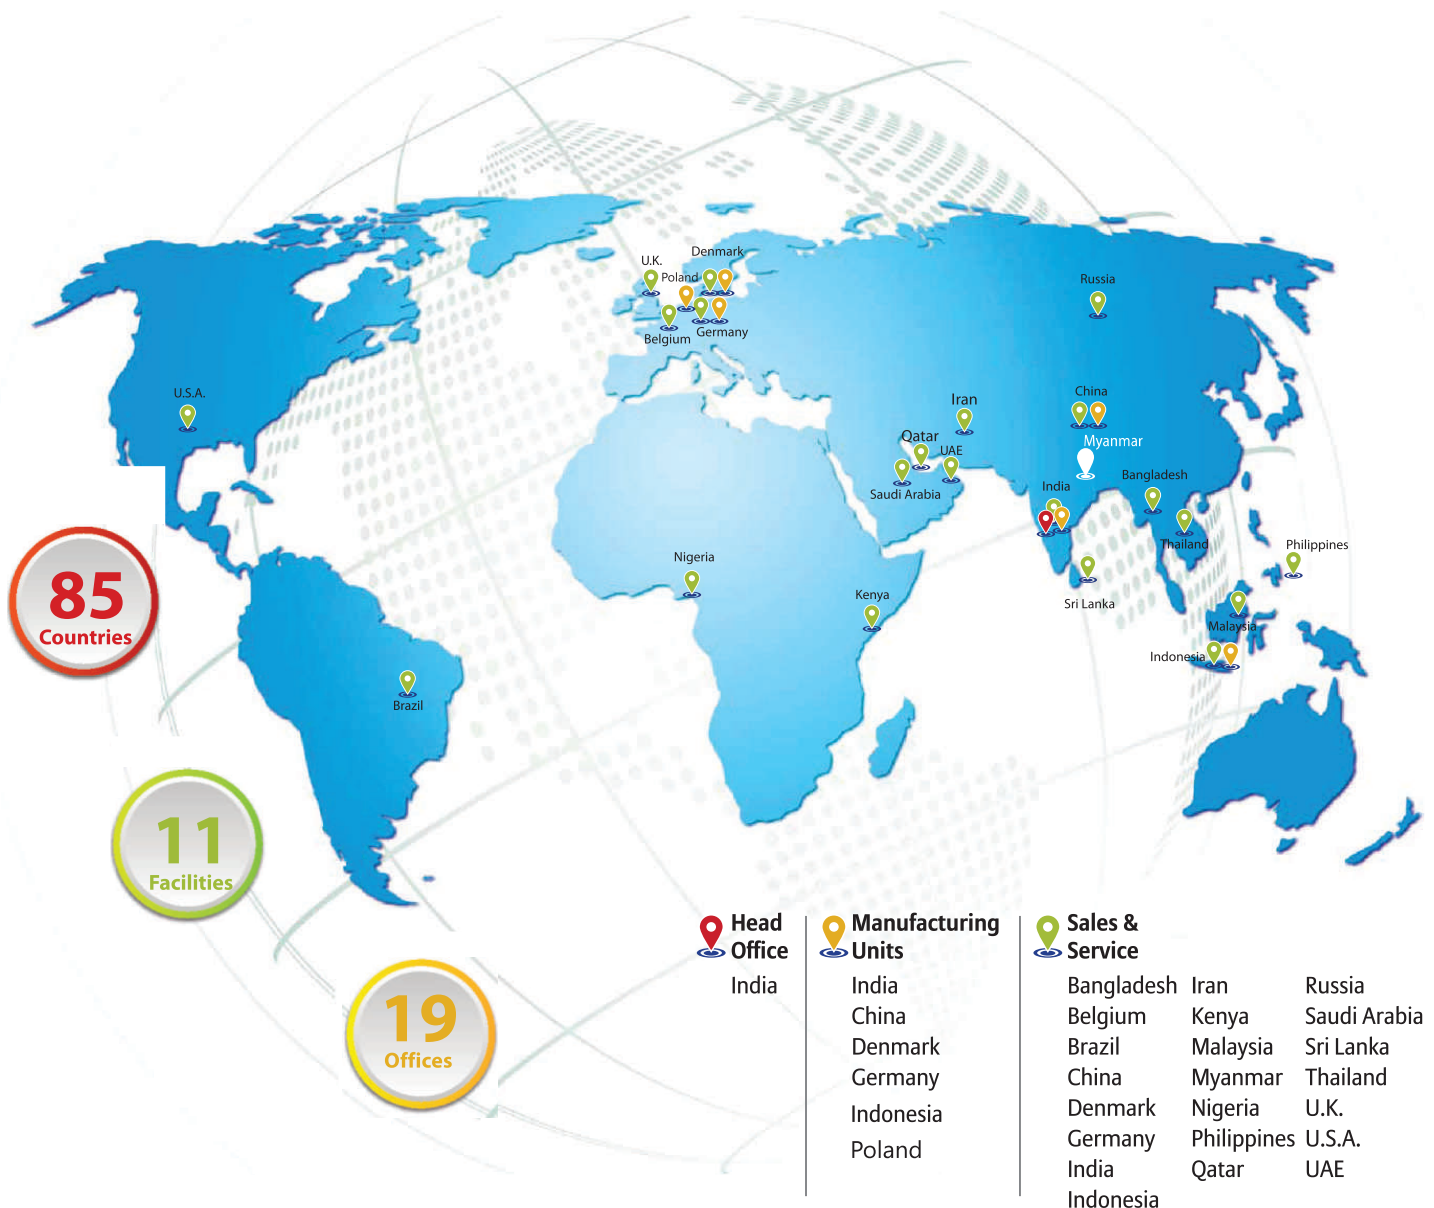 Denmark
U.K.
Poland
Russia
Belgium
Germany
U.S.A.
China
Iran
Qatar
Myanmar
UAE
Bangladesh
India
Saudi Arabia
Thailand
Philippines
Nigeria
Kenya
Sri Lanka
Malaysia
Indonesia
Brazil
85
Countries
11
Facilities
19
Offices
Head
Office
India
Manufacturing
Units
India
China
Denmark
Germany
Indonesia
Poland
Sales &
Service
Bangladesh
Belgium
Brazil
China
Denmark
Germany
India
Indonesia
Iran
Kenya
Malaysia
Myanmar
Nigeria
Philippines
Qatar
Russia
Saudi Arabia
Sri Lanka
Thailand
U.K.
U.S.A.
UAE